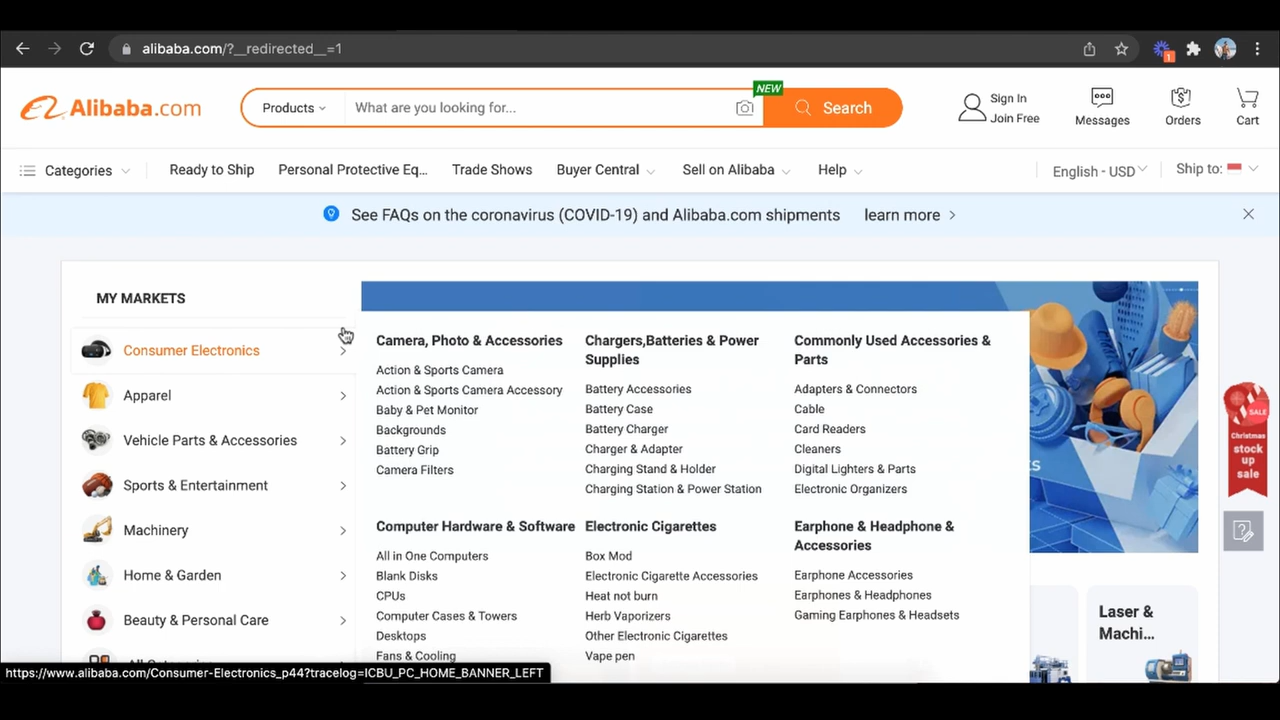 alibaba.com/?__redirected__=1
1
Alibaba.com
Products
What are you looking for...
NEW
Search
Sign In
Join Free
Messages
Orders
Cart
Categories
Ready to Ship
Personal Protective Eq...
Trade Shows
Buyer Central
Sell on Alibaba
Help
English - USD
Ship to:
See FAQs on the coronavirus (COVID-19) and Alibaba.com shipments
learn more
MY MARKETS
Consumer Electronics
Apparel
Vehicle Parts & Accessories
Sports & Entertainment
Machinery
Home & Garden
Beauty & Personal Care
Camera, Photo & Accessories
Action & Sports Camera
Action & Sports Camera Accessory
Baby & Pet Monitor
Backgrounds
Battery Grip
Camera Filters
Chargers,Batteries & Power
Supplies
Battery Accessories
Battery Case
Battery Charger
Charger & Adapter
Charging Stand & Holder
Charging Station & Power Station
Commonly Used Accessories &
Parts
Adapters & Connectors
Cable
Card Readers
Cleaners
Digital Lighters & Parts
Electronic Organizers
Computer Hardware & Software
All in One Computers
Blank Disks
CPUs
Computer Cases & Towers
Desktops
Fans & Cooling
Electronic Cigarettes
Box Mod
Electronic Cigarette Accessories
Heat not burn
Herb Vaporizers
Other Electronic Cigarettes
Vape pen
Earphone & Headphone &
Accessories
Earphone Accessories
Earphones & Headphones
Gaming Earphones & Headsets
SALE
Christmas
stock
up
sale
Laser &
Machi...
https://www.alibaba.com/Consumer-Electronics_p44?tracelog=ICBU_PC_HOME_BANNER_LEFT